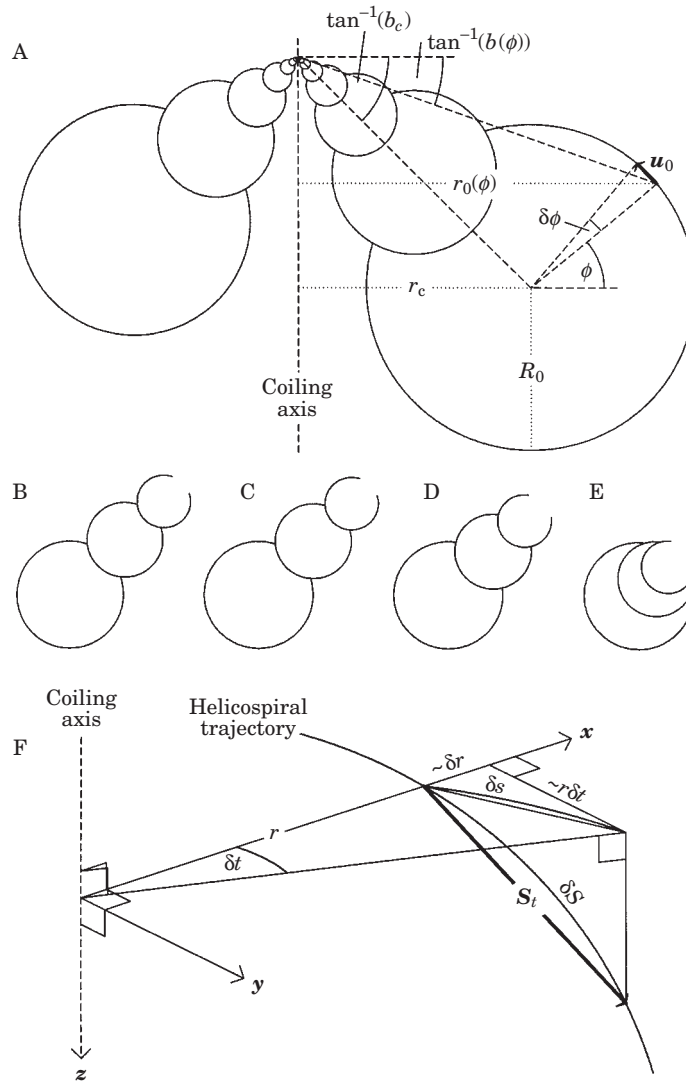 A
tan⁻¹(b_c)
tan⁻¹(b(ϕ))
u₀
r₀(ϕ)
δϕ
ϕ
r_c
R₀
Coiling
axis
B
C
D
E
Coiling
axis
Helicospiral
trajectory
F
x
~δr
δs
~rδt
r
δt
S_t
δS
y
z